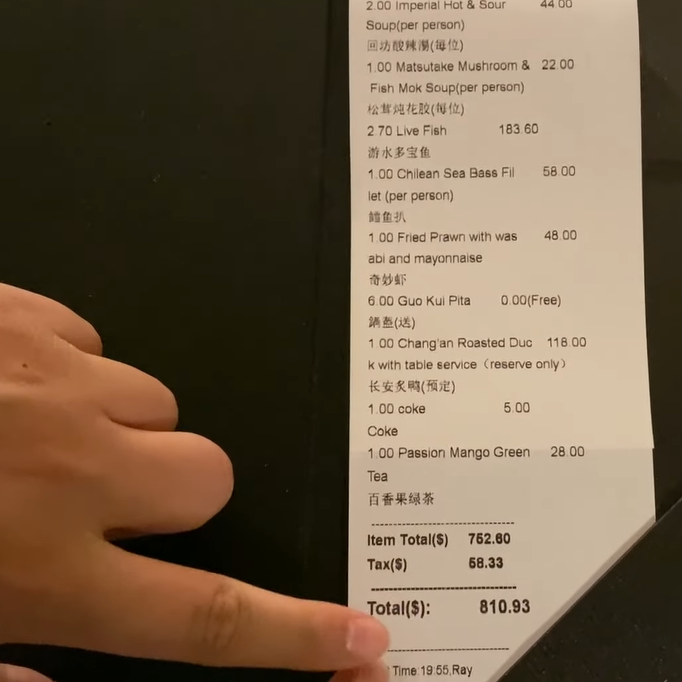 2.00 Imperial Hot & Sour 44.00
Soup(per person)
回坊酸辣湯(每位)
1.00 Matsutake Mushroom & 22.00
Fish Mok Soup(per person)
松茸炖花胶(每位)
2.70 Live Fish 183.60
游水多宝鱼
1.00 Chilean Sea Bass Fil 58.00
let (per person)
鳕鱼扒
1.00 Fried Prawn with was 48.00
abi and mayonnaise
奇妙虾
6.00 Guo Kui Pita 0.00(Free)
鍋盔(送)
1.00 Chang'an Roasted Duc 118.00
k with table service（reserve only）
长安炙鸭(预定)
1.00 coke 5.00
Coke
1.00 Passion Mango Green 28.00
Tea
百香果绿茶
Item Total($) 752.60
Tax($) 58.33
Total($): 810.93
Time:19:55,Ray